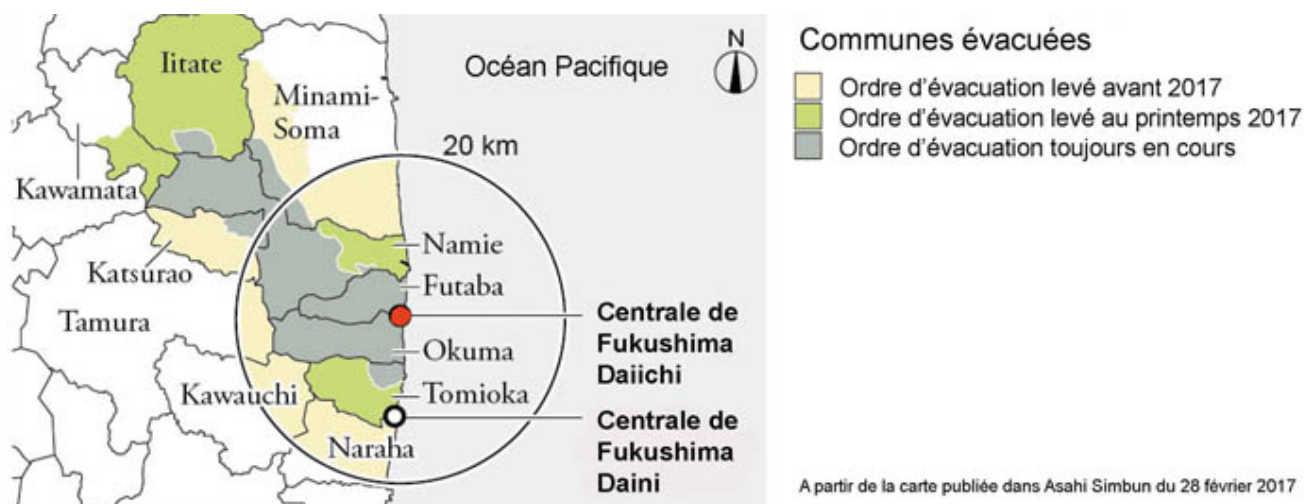 Iitate
Océan Pacifique
N
Minami-
Soma
20 km
Kawamata
Katsurao
Namie
Futaba
Tamura
Centrale de
Fukushima
Daiichi
Okuma
Kawauchi
Tomioka
Centrale de
Fukushima
Daini
Naraha
Communes évacuées
Ordre d'évacuation levé avant 2017
Ordre d'évacuation levé au printemps 2017
Ordre d'évacuation toujours en cours
A partir de la carte publiée dans Asahi Simbun du 28 février 2017